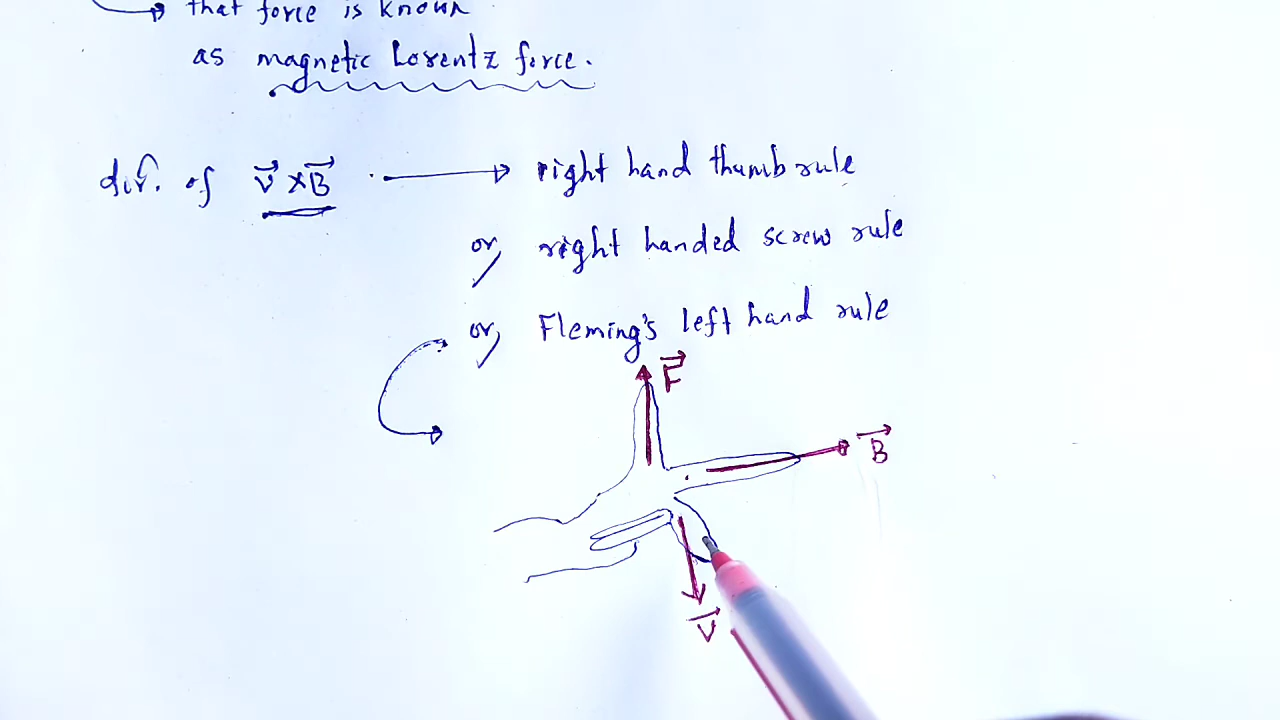 that force is known
as magnetic Lorentz force.
dir. of v⃗ × B⃗ → right hand thumb rule
or, right handed screw rule
or, Fleming's left hand rule
F⃗
B⃗
V⃗